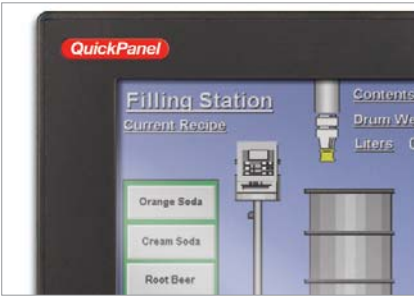 QuickPanel
Filling Station
Current Recipe
Orange Soda
Cream Soda
Root Beer
Contents
Drum We
Liters